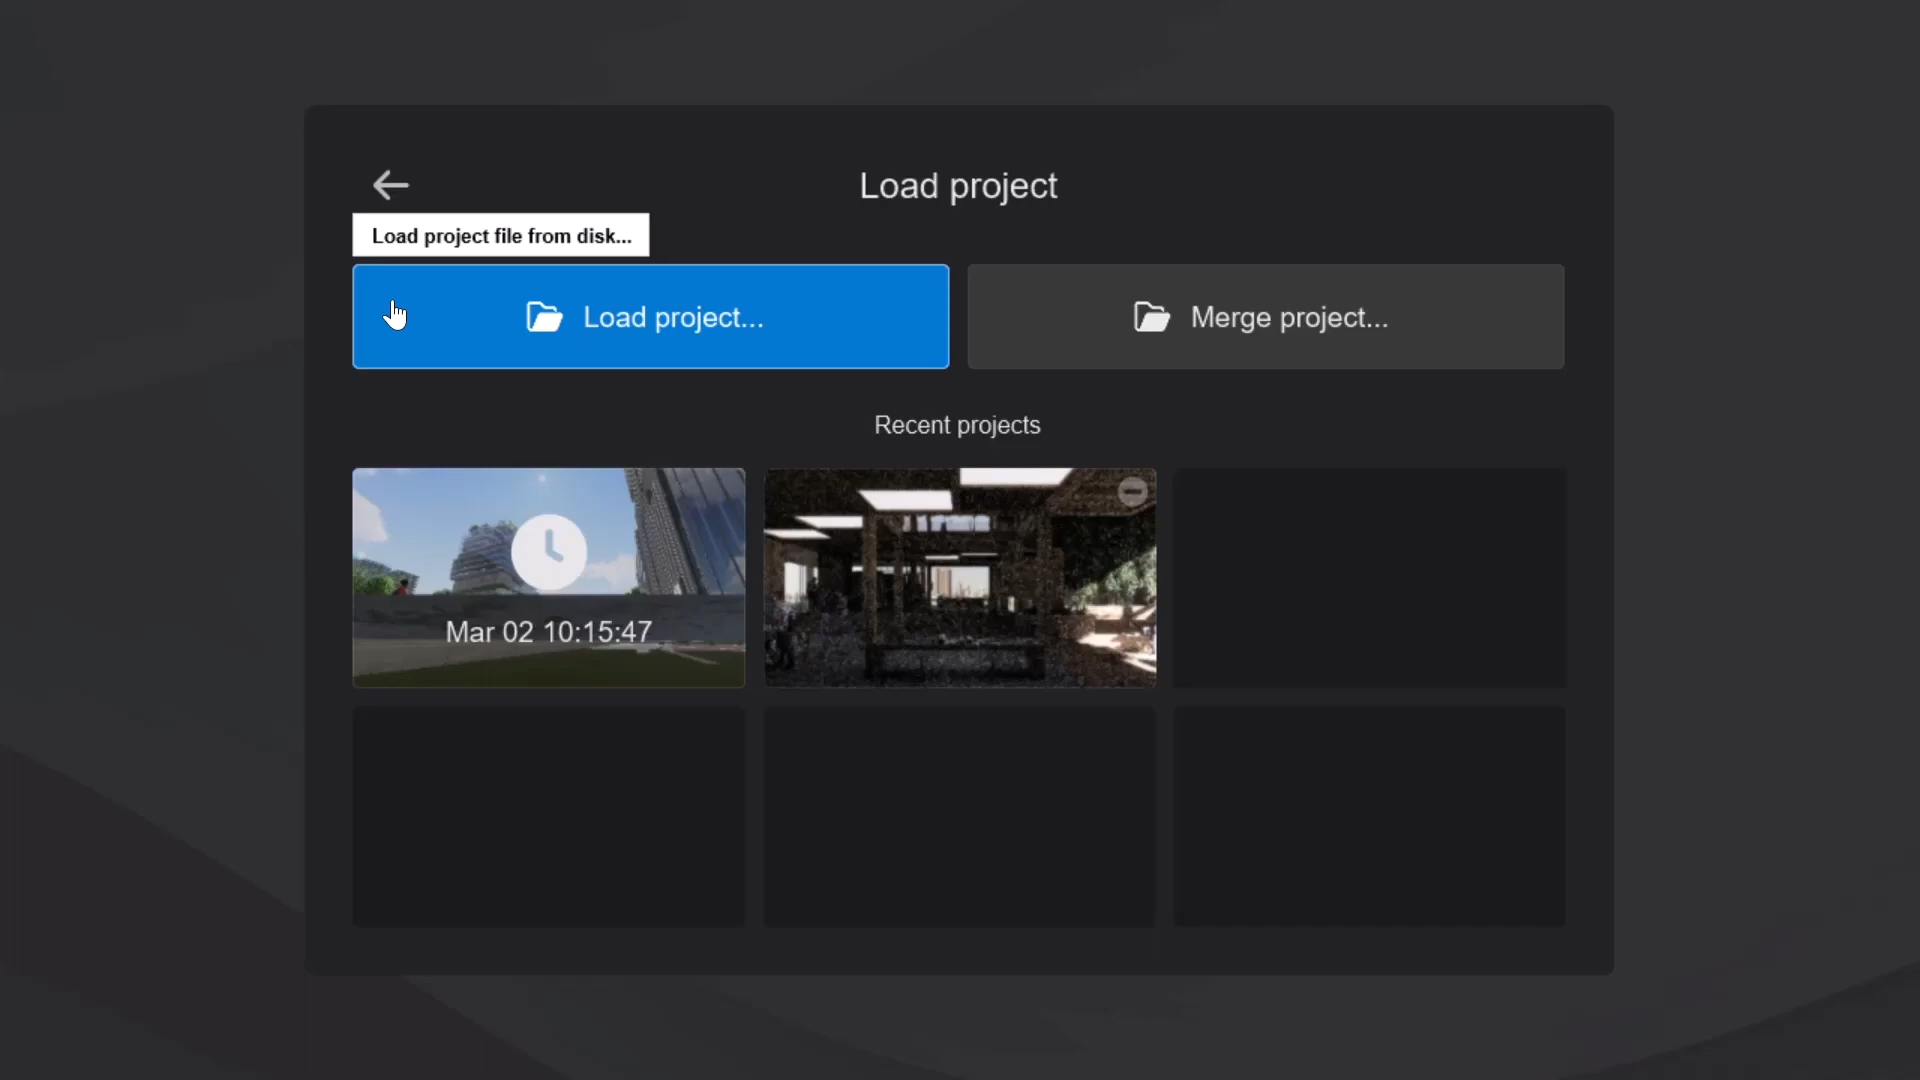 Load project
Load project file from disk...
Load project...
Merge project...
Recent projects
Mar 02 10:15:47